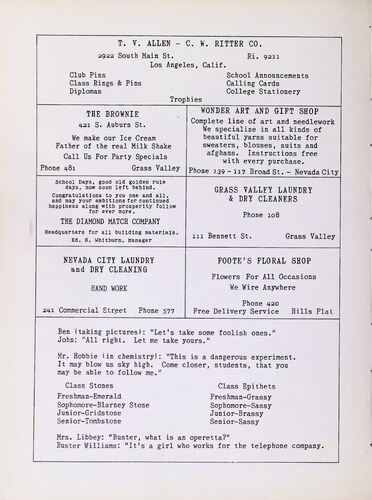 T. V. ALLEN - C. W. RITTER CO.
2922 South Main St. Ri. 9211
Los Angeles, Calif.
Club Pins School Announcements
Class Rings & Pins Calling Cards
Diplomas College Stationery
Trophies
THE BROWNIE
421 S. Auburn St.
We make our Ice Cream
Father of the real Milk Shake
Call Us For Party Specials
Phone 481 Grass Valley
WONDER ART AND GIFT SHOP
Complete line of art and needlework
We specialize in all kinds of
beautiful yarns suitable for
sweaters, blouses, suits and
afghans. Instructions free
with every purchase.
Phone 139-117 Broad St.- Nevada City
School Days, good old golden rule
days, now soon left behind.
Congratulations to you one and all,
and may your ambitions for continued
happiness along with prosperity follow
for ever more.
THE DIAMOND MATCH COMPANY
Headquarters for all building materials.
Ed. N. Whitburn, Manager
GRASS VALLEY LAUNDRY
& DRY CLEANERS
Phone 108
111 Bennett St. Grass Valley
NEVADA CITY LAUNDRY
and DRY CLEANING
HAND WORK
241 Commercial Street Phone 577
FOOTE'S FLORAL SHOP
Flowers For All Occasions
We Wire Anywhere
Phone 420
Free Delivery Service Hills Flat
Ben (taking pictures): "Let's take some foolish ones."
John: "All right. Let me take yours."
Mr. Hobbie (in chemistry): "This is a dangerous experiment.
It may blow us sky high. Come closer, students, that you
may be able to follow me."
Class Stones Class Epithets
Freshman-Emerald Freshman-Grassy
Sophomore-Blarney Stone Sophomore-Sassy
Junior-Gridstone Junior-Brassy
Senior-Tombstone Senior-Sassy
Mrs. Libbey: "Buster, what is an operetta?"
Buster Williams: "It's a girl who works for the telephone company.